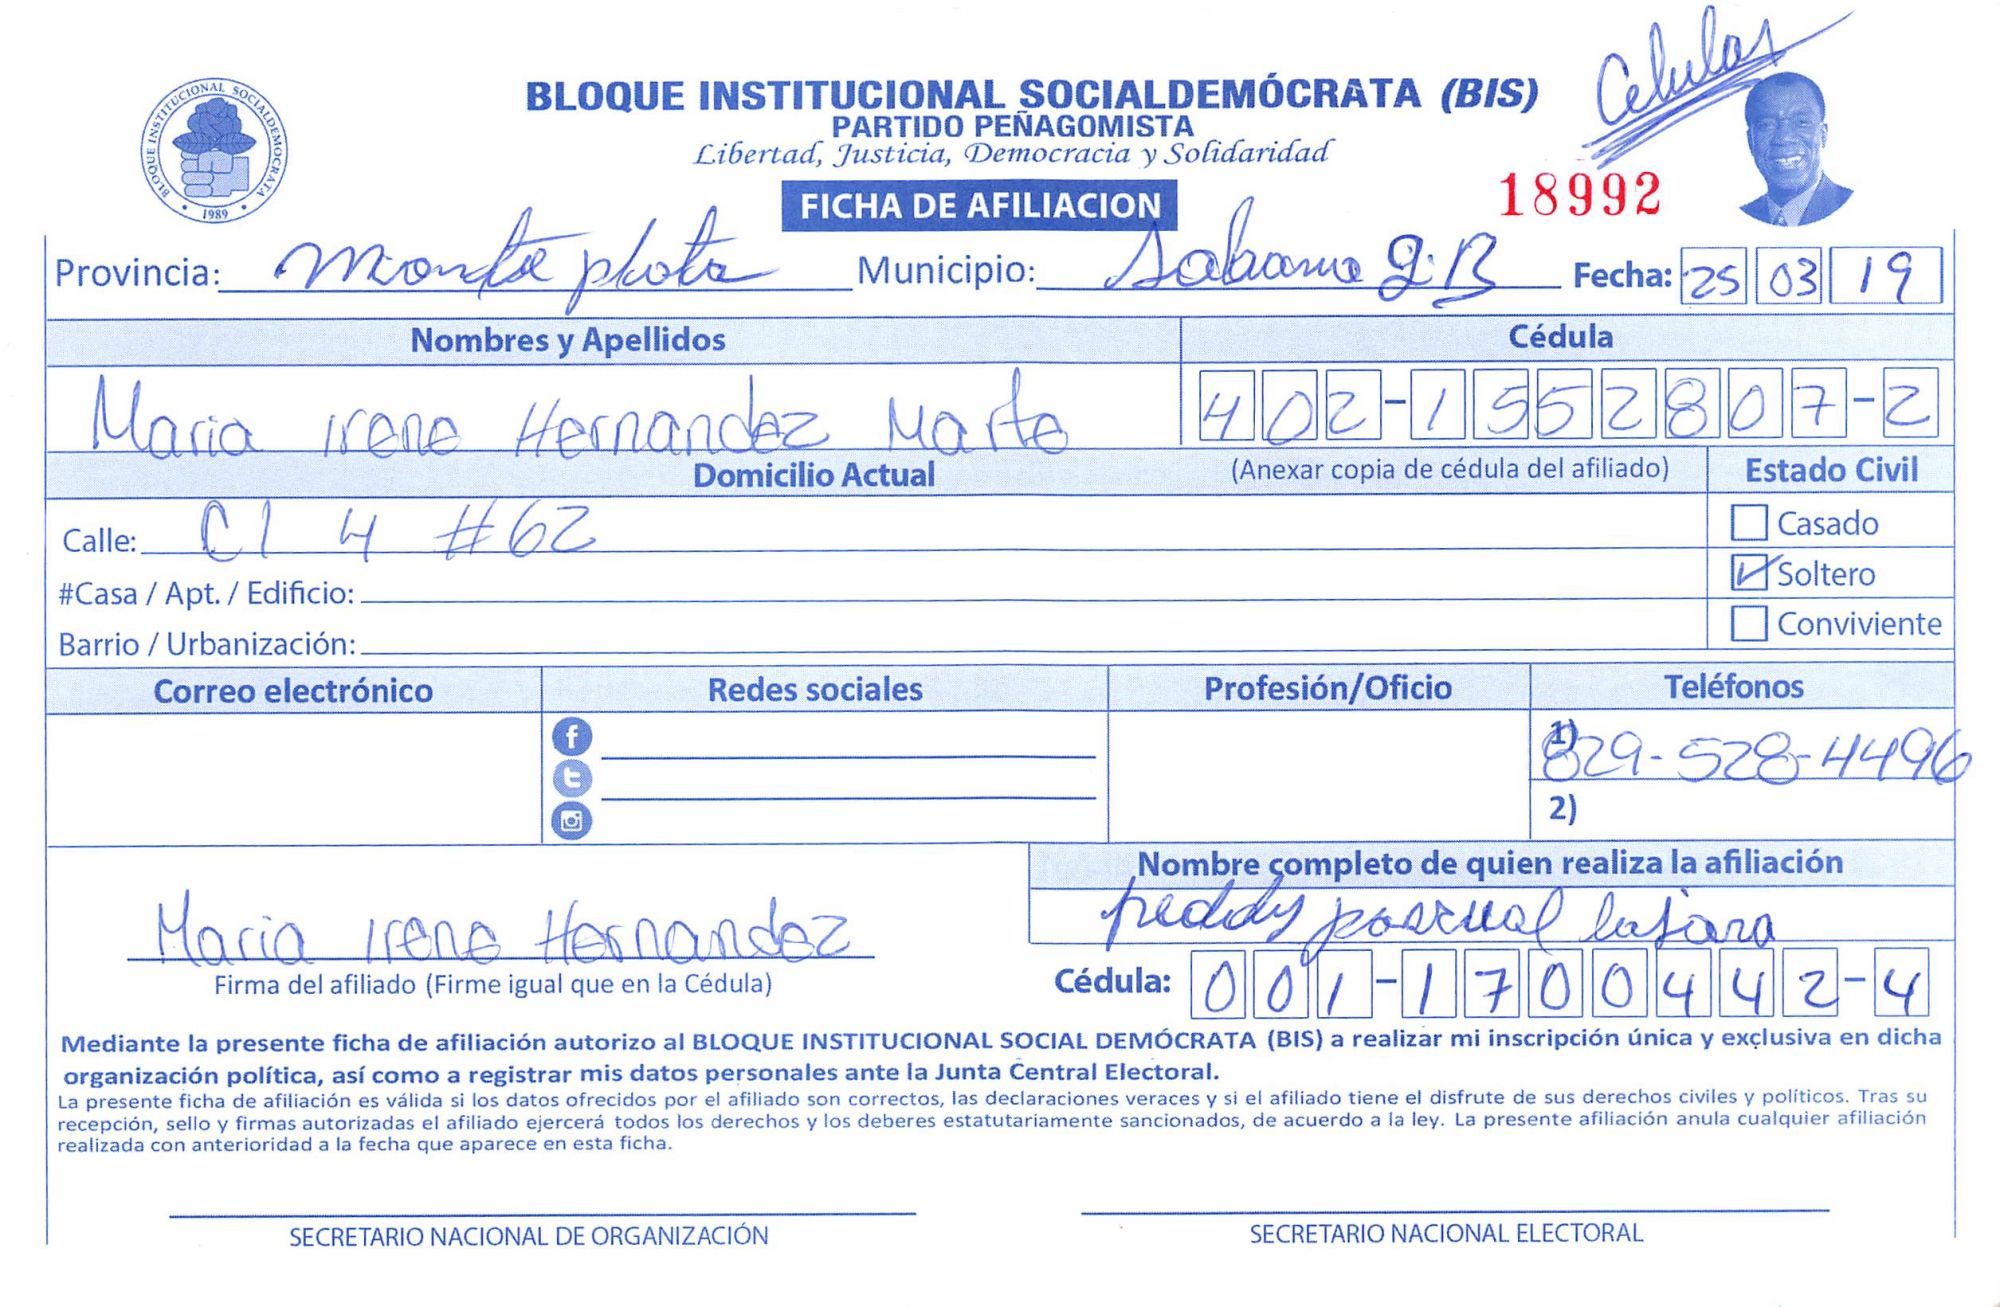 Celulas
BLOQUE INSTITUCIONAL SOCIALDEMÓCRATA (BIS)
PARTIDO PEÑAGOMISTA
Libertad, Justicia, Democracia y Solidaridad
BLOQUE INSTITUCIONAL SOCIALDEMOCRATA
• 1989 •
FICHA DE AFILIACION
18992
Provincia: Monte plata Municipio: Sabana g.B Fecha: 25 03 19
Nombres y Apellidos Cédula
Maria Irene Hernandez Marte 402-1552807-2
Domicilio Actual (Anexar copia de cédula del afiliado) Estado Civil
Calle: Cl 4 #62 Casado
#Casa / Apt. / Edificio: Soltero
Barrio / Urbanización: Conviviente
Correo electrónico Redes sociales Profesión/Oficio Teléfonos
1) 829-528-4496
2)
Nombre completo de quien realiza la afiliación
freddy pascual lajara
Maria Irene Hernandez
Firma del afiliado (Firme igual que en la Cédula) Cédula: 001-1700442-4
Mediante la presente ficha de afiliación autorizo al BLOQUE INSTITUCIONAL SOCIAL DEMÓCRATA (BIS) a realizar mi inscripción única y exclusiva en dicha
organización política, así como a registrar mis datos personales ante la Junta Central Electoral.
La presente ficha de afiliación es válida si los datos ofrecidos por el afiliado son correctos, las declaraciones veraces y si el afiliado tiene el disfrute de sus derechos civiles y políticos. Tras su
recepción, sello y firmas autorizadas el afiliado ejercerá todos los derechos y los deberes estatutariamente sancionados, de acuerdo a la ley. La presente afiliación anula cualquier afiliación
realizada con anterioridad a la fecha que aparece en esta ficha.
SECRETARIO NACIONAL DE ORGANIZACIÓN SECRETARIO NACIONAL ELECTORAL